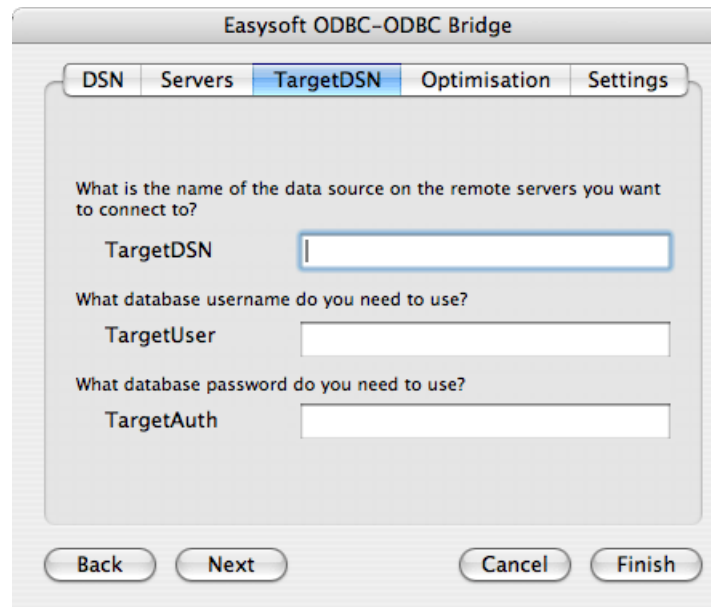 Easysoft ODBC-ODBC Bridge
DSN Servers TargetDSN Optimisation Settings
What is the name of the data source on the remote servers you want
to connect to?
TargetDSN
What database username do you need to use?
TargetUser
What database password do you need to use?
TargetAuth
Back Next Cancel Finish